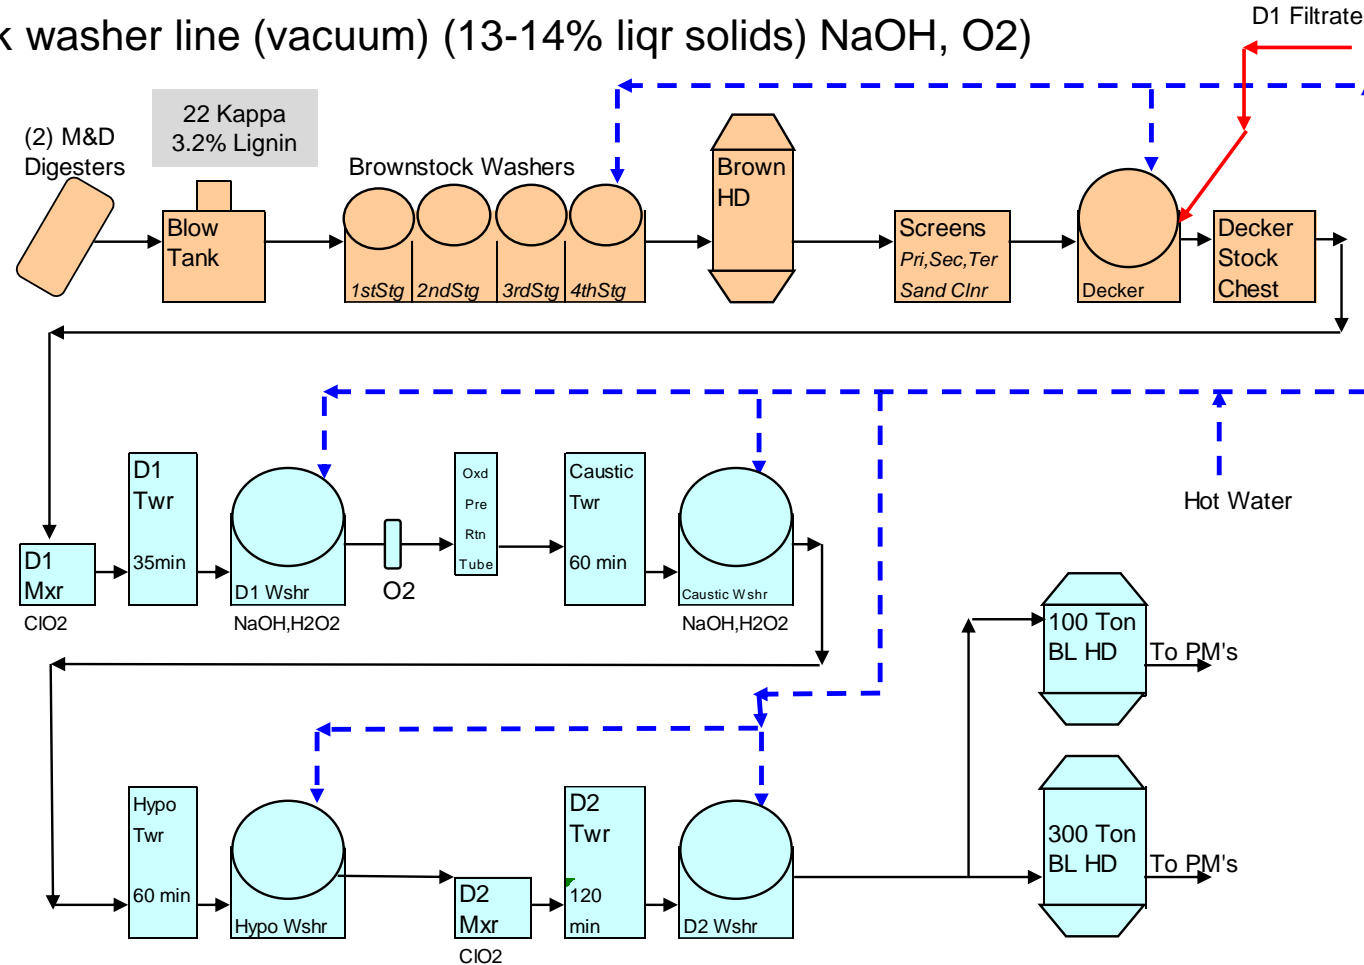 k washer line (vacuum) (13-14% liqr solids) NaOH, O2)
D1 Filtrate
22 Kappa
3.2% Lignin
(2) M&D
Digesters
Brownstock Washers
Blow
Tank
1stStg
2ndStg
3rdStg
4thStg
Brown
HD
Screens
Pri,Sec,Ter
Sand Clnr
Decker
Decker
Stock
Chest
D1
Mxr
ClO2
D1
Twr
35min
D1 Wshr
NaOH,H2O2
O2
Oxd
Pre
Rtn
Tube
Caustic
Twr
60 min
Caustic Wshr
NaOH,H2O2
Hot Water
100 Ton
BL HD
To PM's
Hypo
Twr
60 min
Hypo Wshr
D2
Mxr
ClO2
D2
Twr
120
min
D2 Wshr
300 Ton
BL HD
To PM's